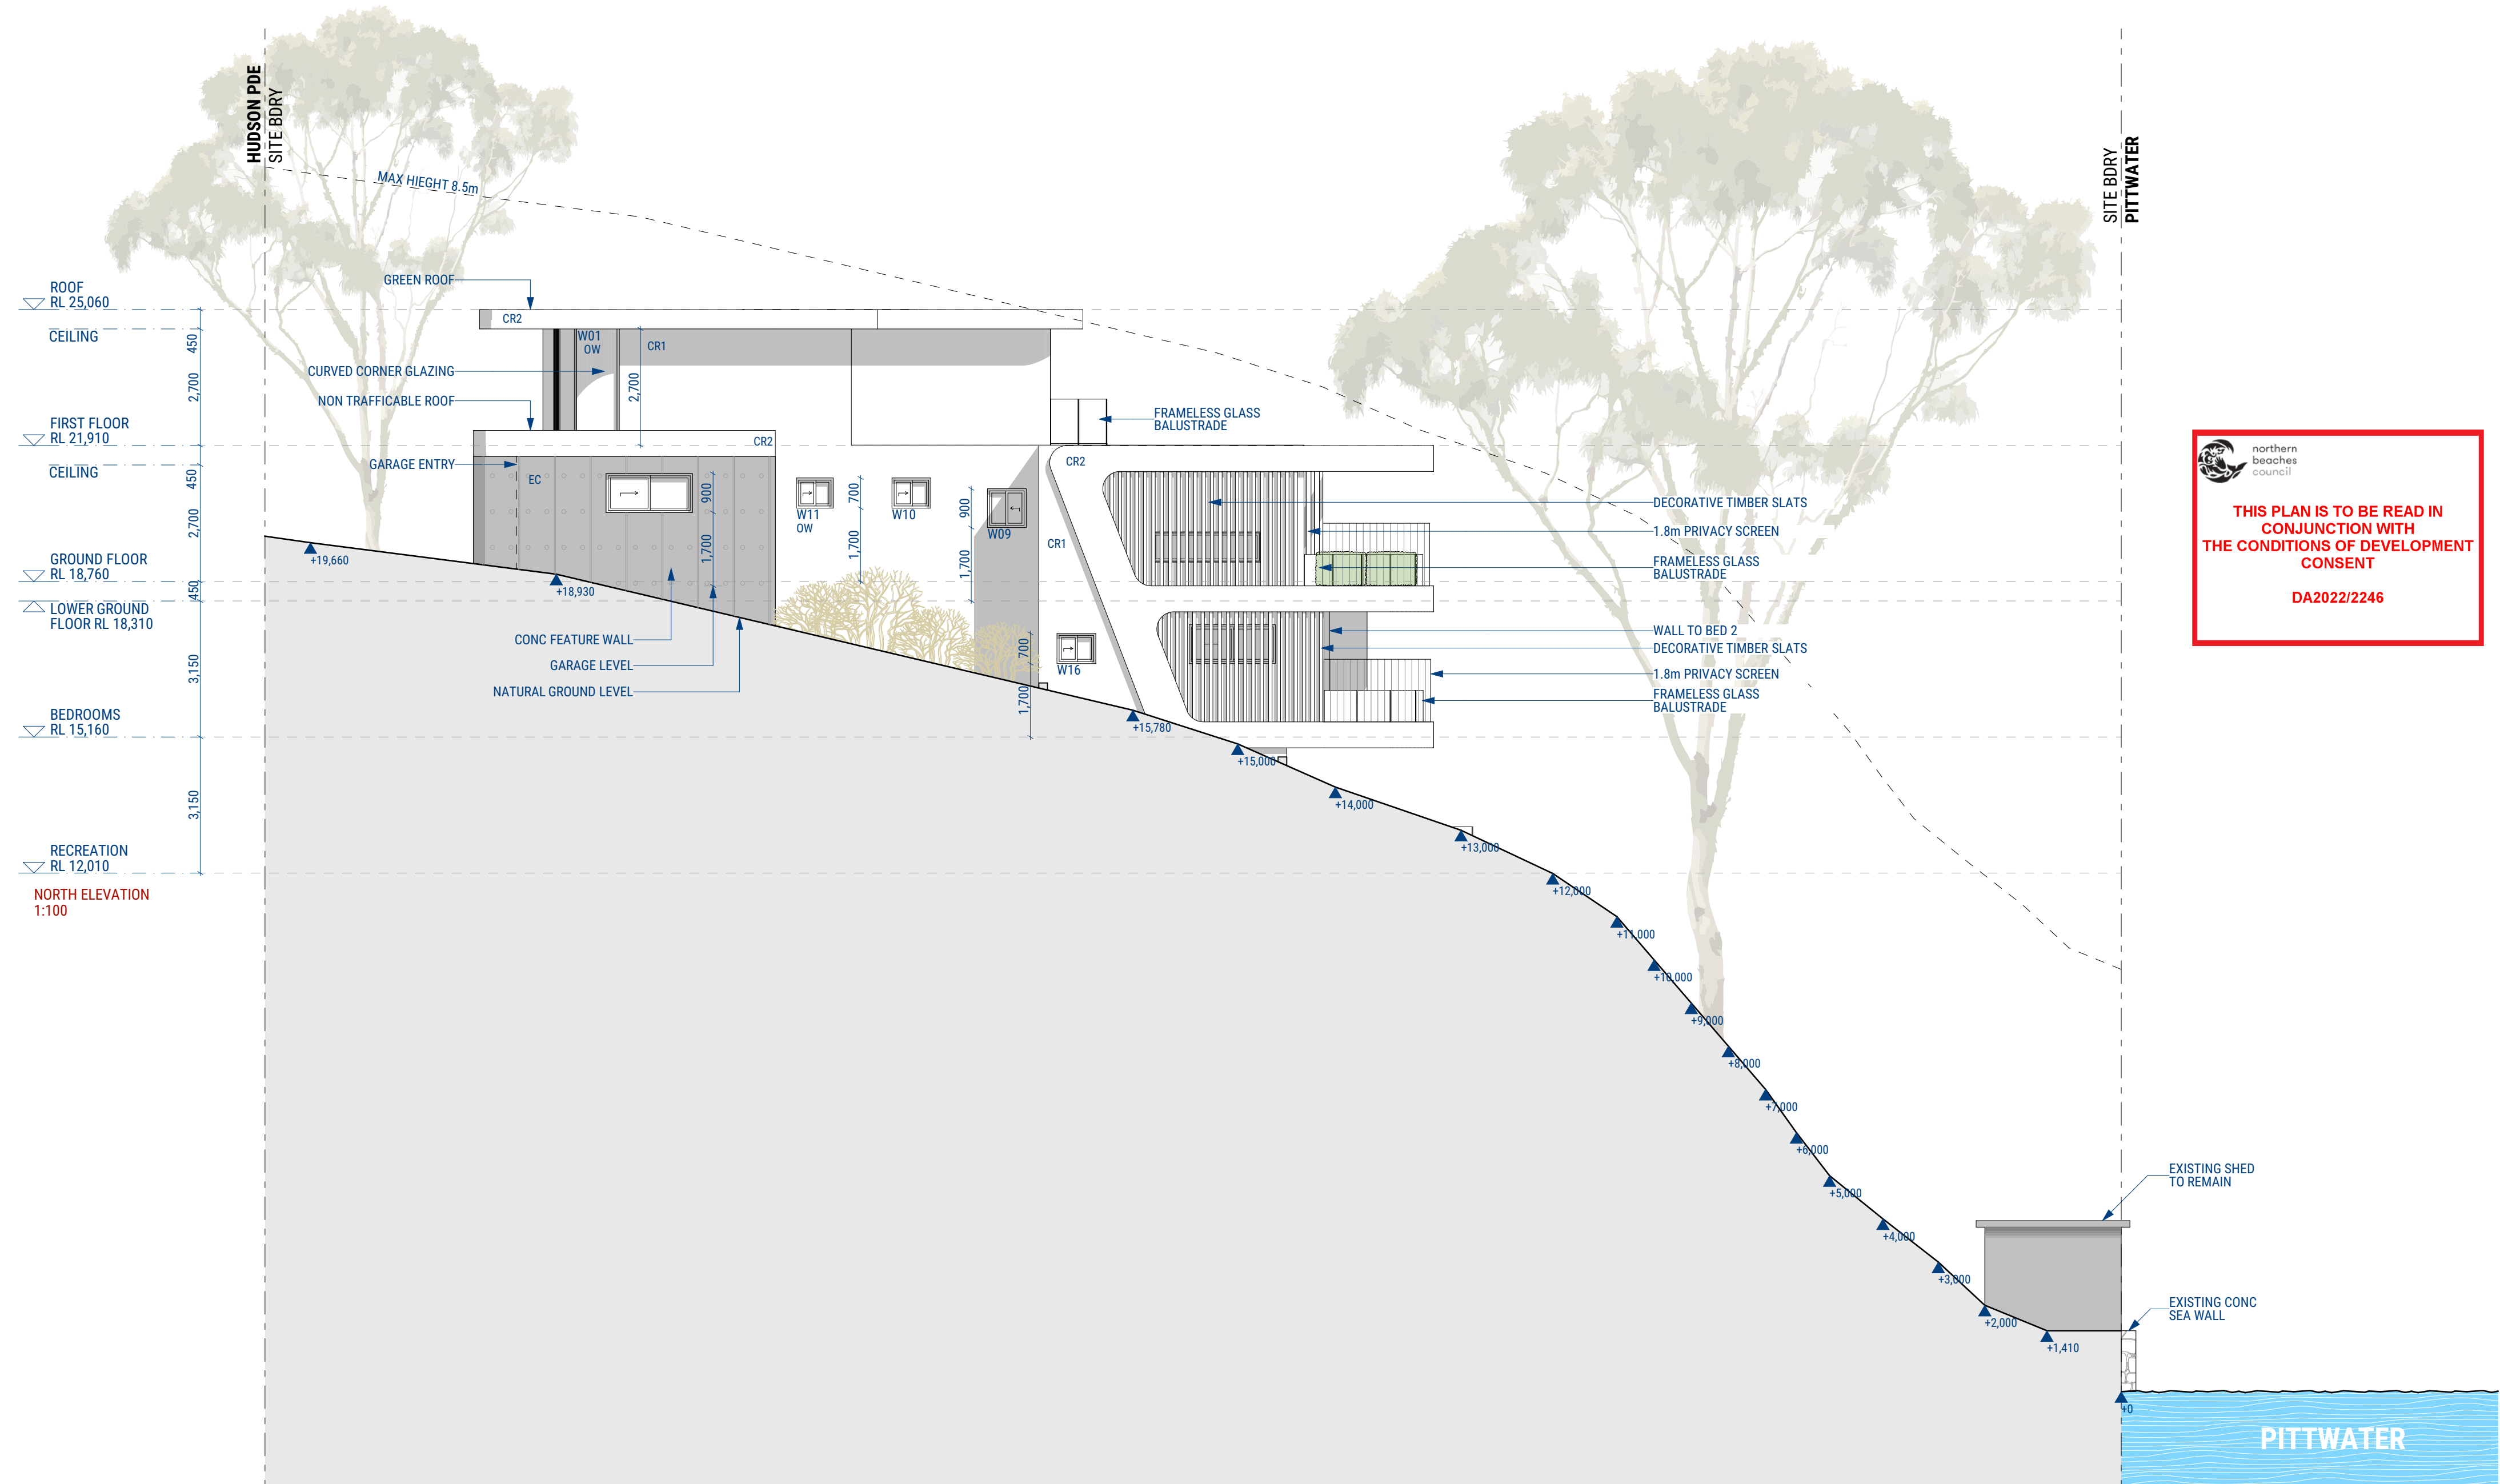 HUDSON PDE
SITE BDRY
MAX HIEGHT 8.5m
SITE BDRY
PITTWATER
ROOF
RL 25,060
CEILING
450
2,700
FIRST FLOOR
RL 21,910
CEILING
450
2,700
GROUND FLOOR
RL 18,760
450
LOWER GROUND
FLOOR RL 18,310
3,150
BEDROOMS
RL 15,160
3,150
RECREATION
RL 12,010
NORTH ELEVATION
1:100
GREEN ROOF
CR2
W01
OW
CR1
CURVED CORNER GLAZING
2,700
NON TRAFFICABLE ROOF
CR2
GARAGE ENTRY
EC
900
1,700
W11
OW
700
1,700
W10
900
1,700
W09
CR1
CR2
FRAMELESS GLASS
BALUSTRADE
DECORATIVE TIMBER SLATS
1.8m PRIVACY SCREEN
FRAMELESS GLASS
BALUSTRADE
WALL TO BED 2
DECORATIVE TIMBER SLATS
1.8m PRIVACY SCREEN
FRAMELESS GLASS
BALUSTRADE
CONC FEATURE WALL
GARAGE LEVEL
NATURAL GROUND LEVEL
700
1,700
W16
+19,660
+18,930
+15,780
+15,000
+14,000
+13,000
+12,000
+11,000
+10,000
+9,000
+8,000
+7,000
+6,000
+5,000
+4,000
+3,000
+2,000
+1,410
+0
EXISTING SHED
TO REMAIN
EXISTING CONC
SEA WALL
PITTWATER
northern
beaches
council
THIS PLAN IS TO BE READ IN
CONJUNCTION WITH
THE CONDITIONS OF DEVELOPMENT
CONSENT
DA2022/2246